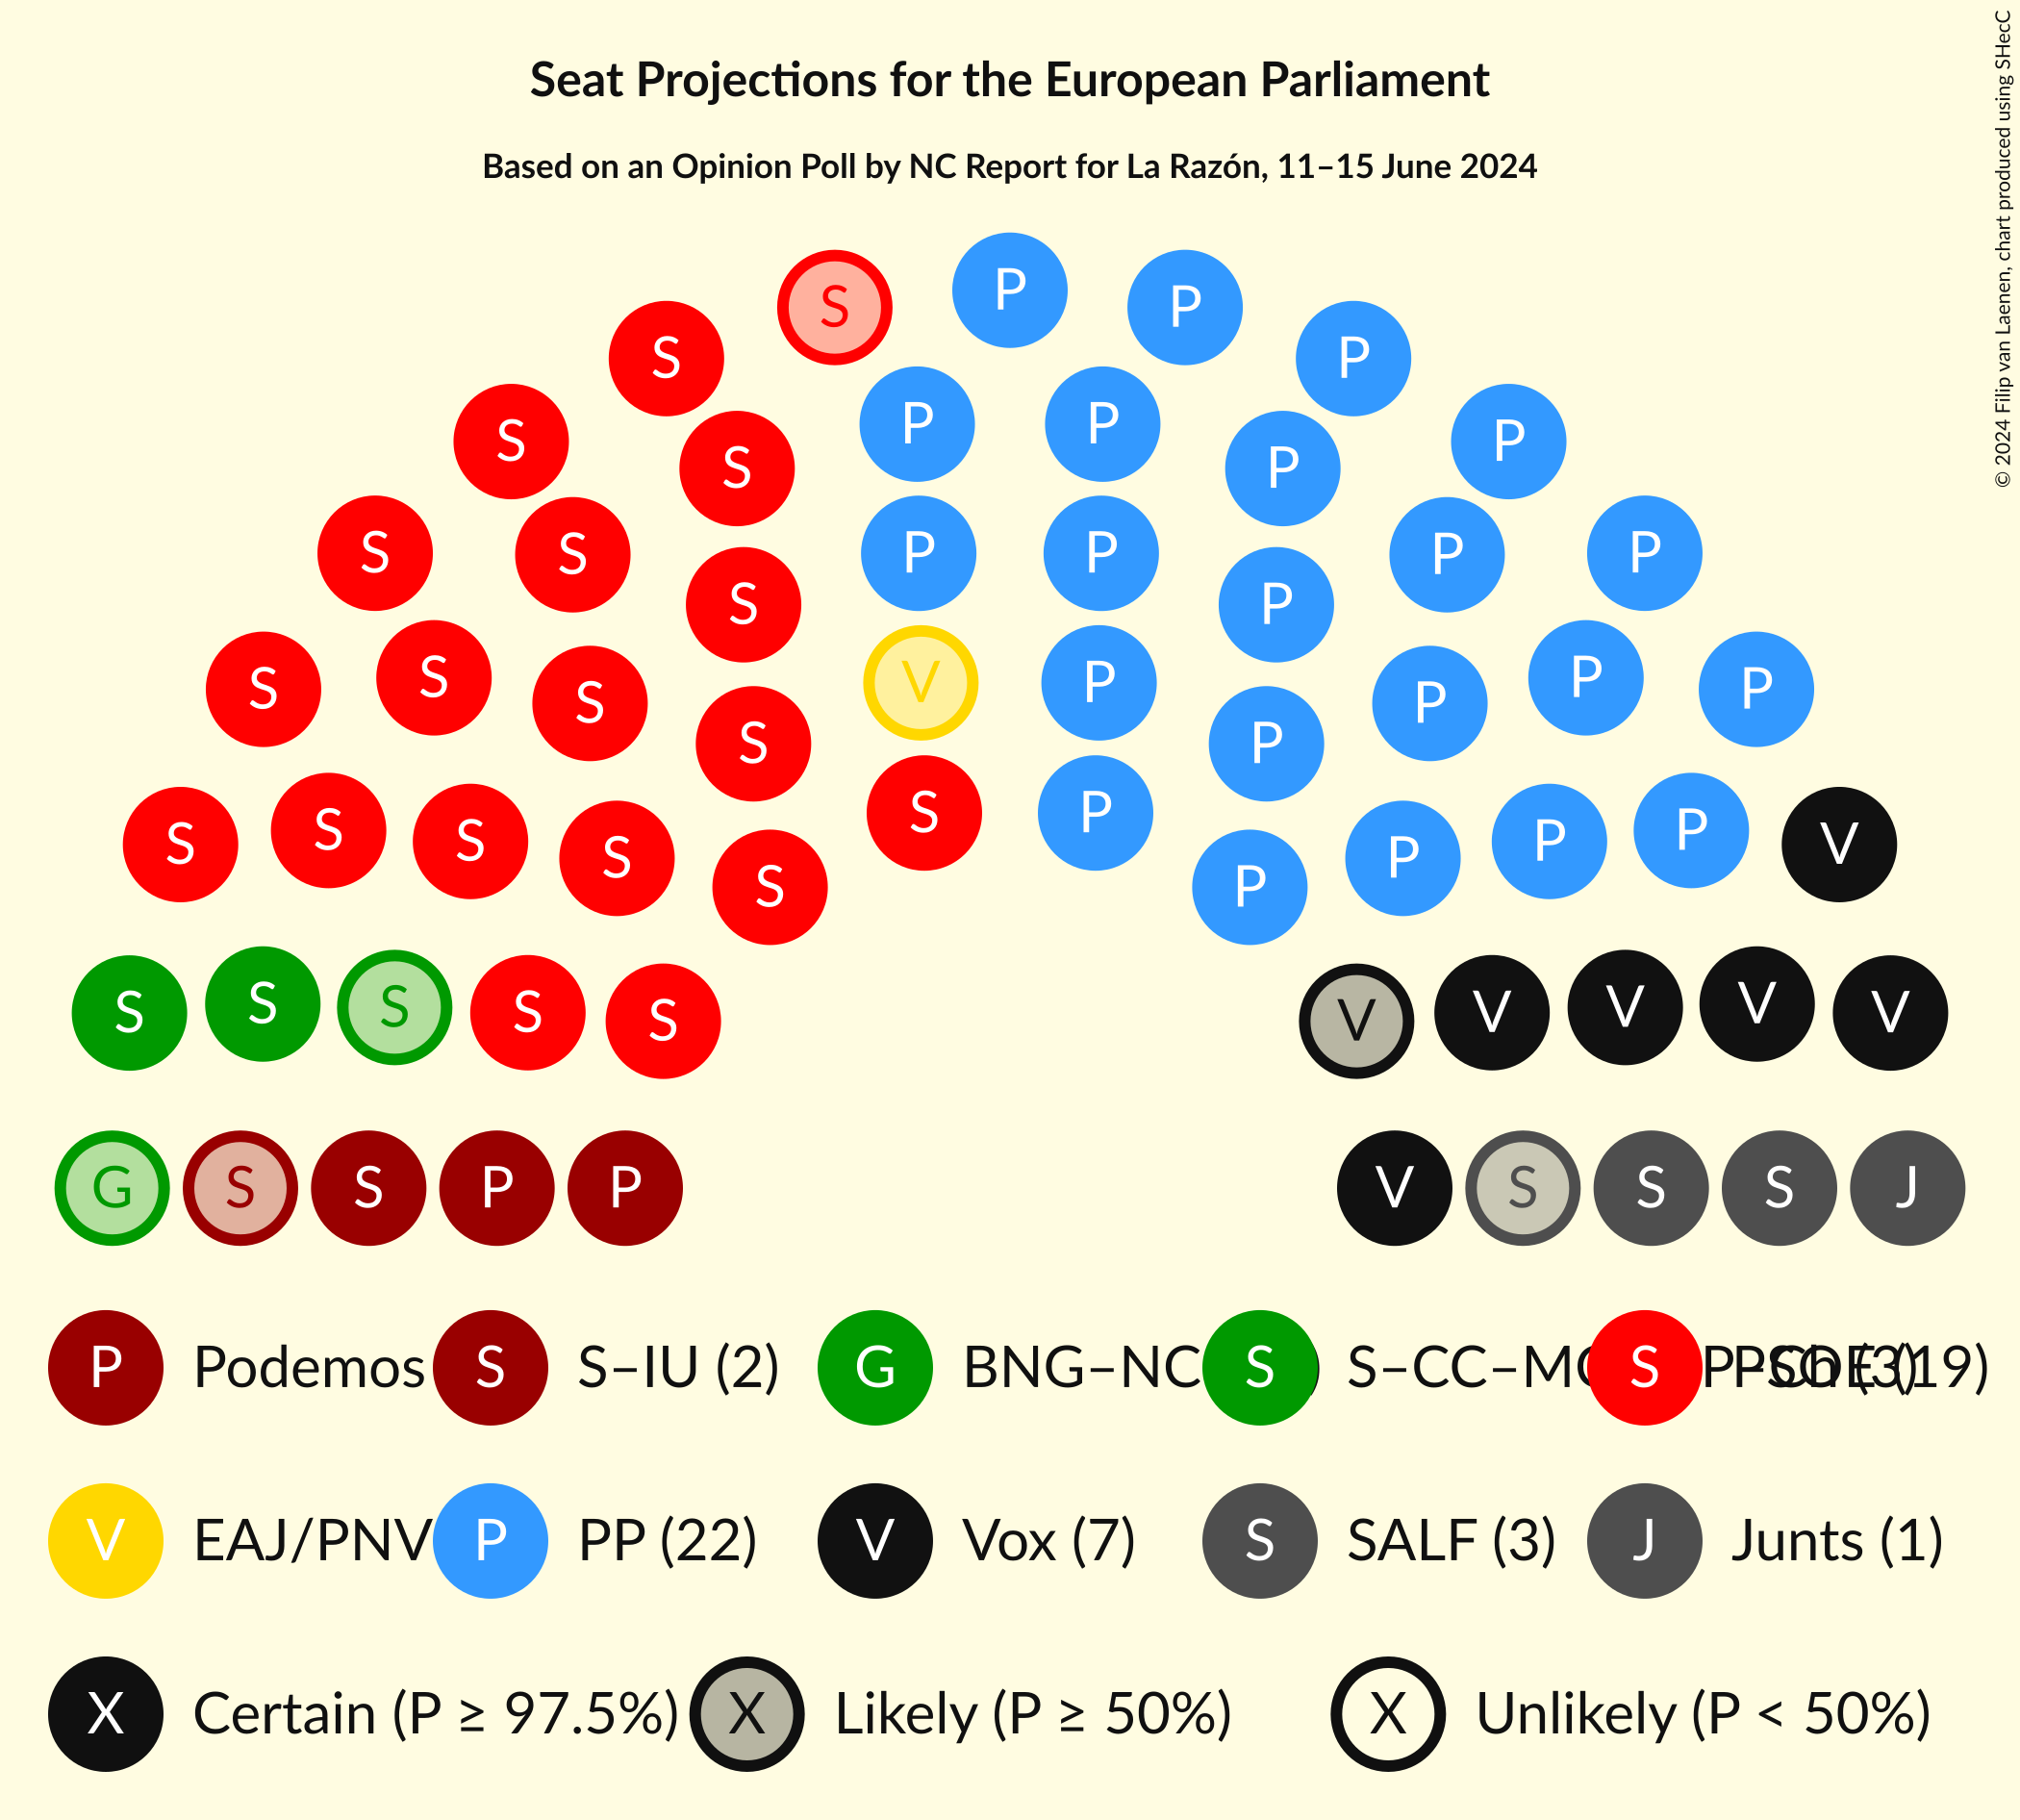 Seat Projections for the European Parliament
Based on an Opinion Poll by NC Report for La Razón, 11–15 June 2024
© 2024 Filip van Laenen, chart produced using SHecC
S P P P
S P
S S P P P P
S S P P P P
S S P P
S S S V P P P P
S P
S S S P P P V
S S P P
S S S S S V V V V V
G S S P P V S S S J
P Podemos S S–IU (2) G BNG–NC S S–CC–M S PSOE (19)
V EAJ/PNV P PP (22) V Vox (7) S SALF (3) J Junts (1)
X Certain (P ≥ 97.5%) X Likely (P ≥ 50%) X Unlikely (P < 50%)